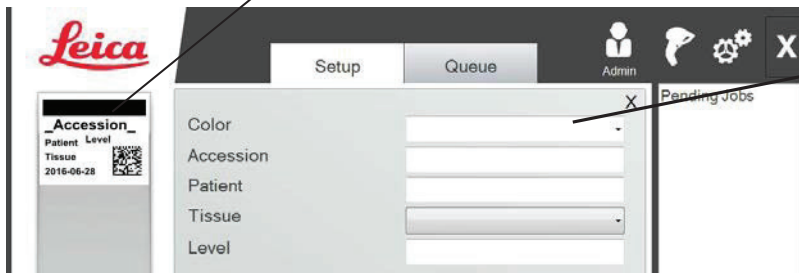 Leica
Setup
Queue
Admin
X
_Accession_
Patient Level
Tissue
2016-06-28
X
Color
Accession
Patient
Tissue
Level
Pending Jobs